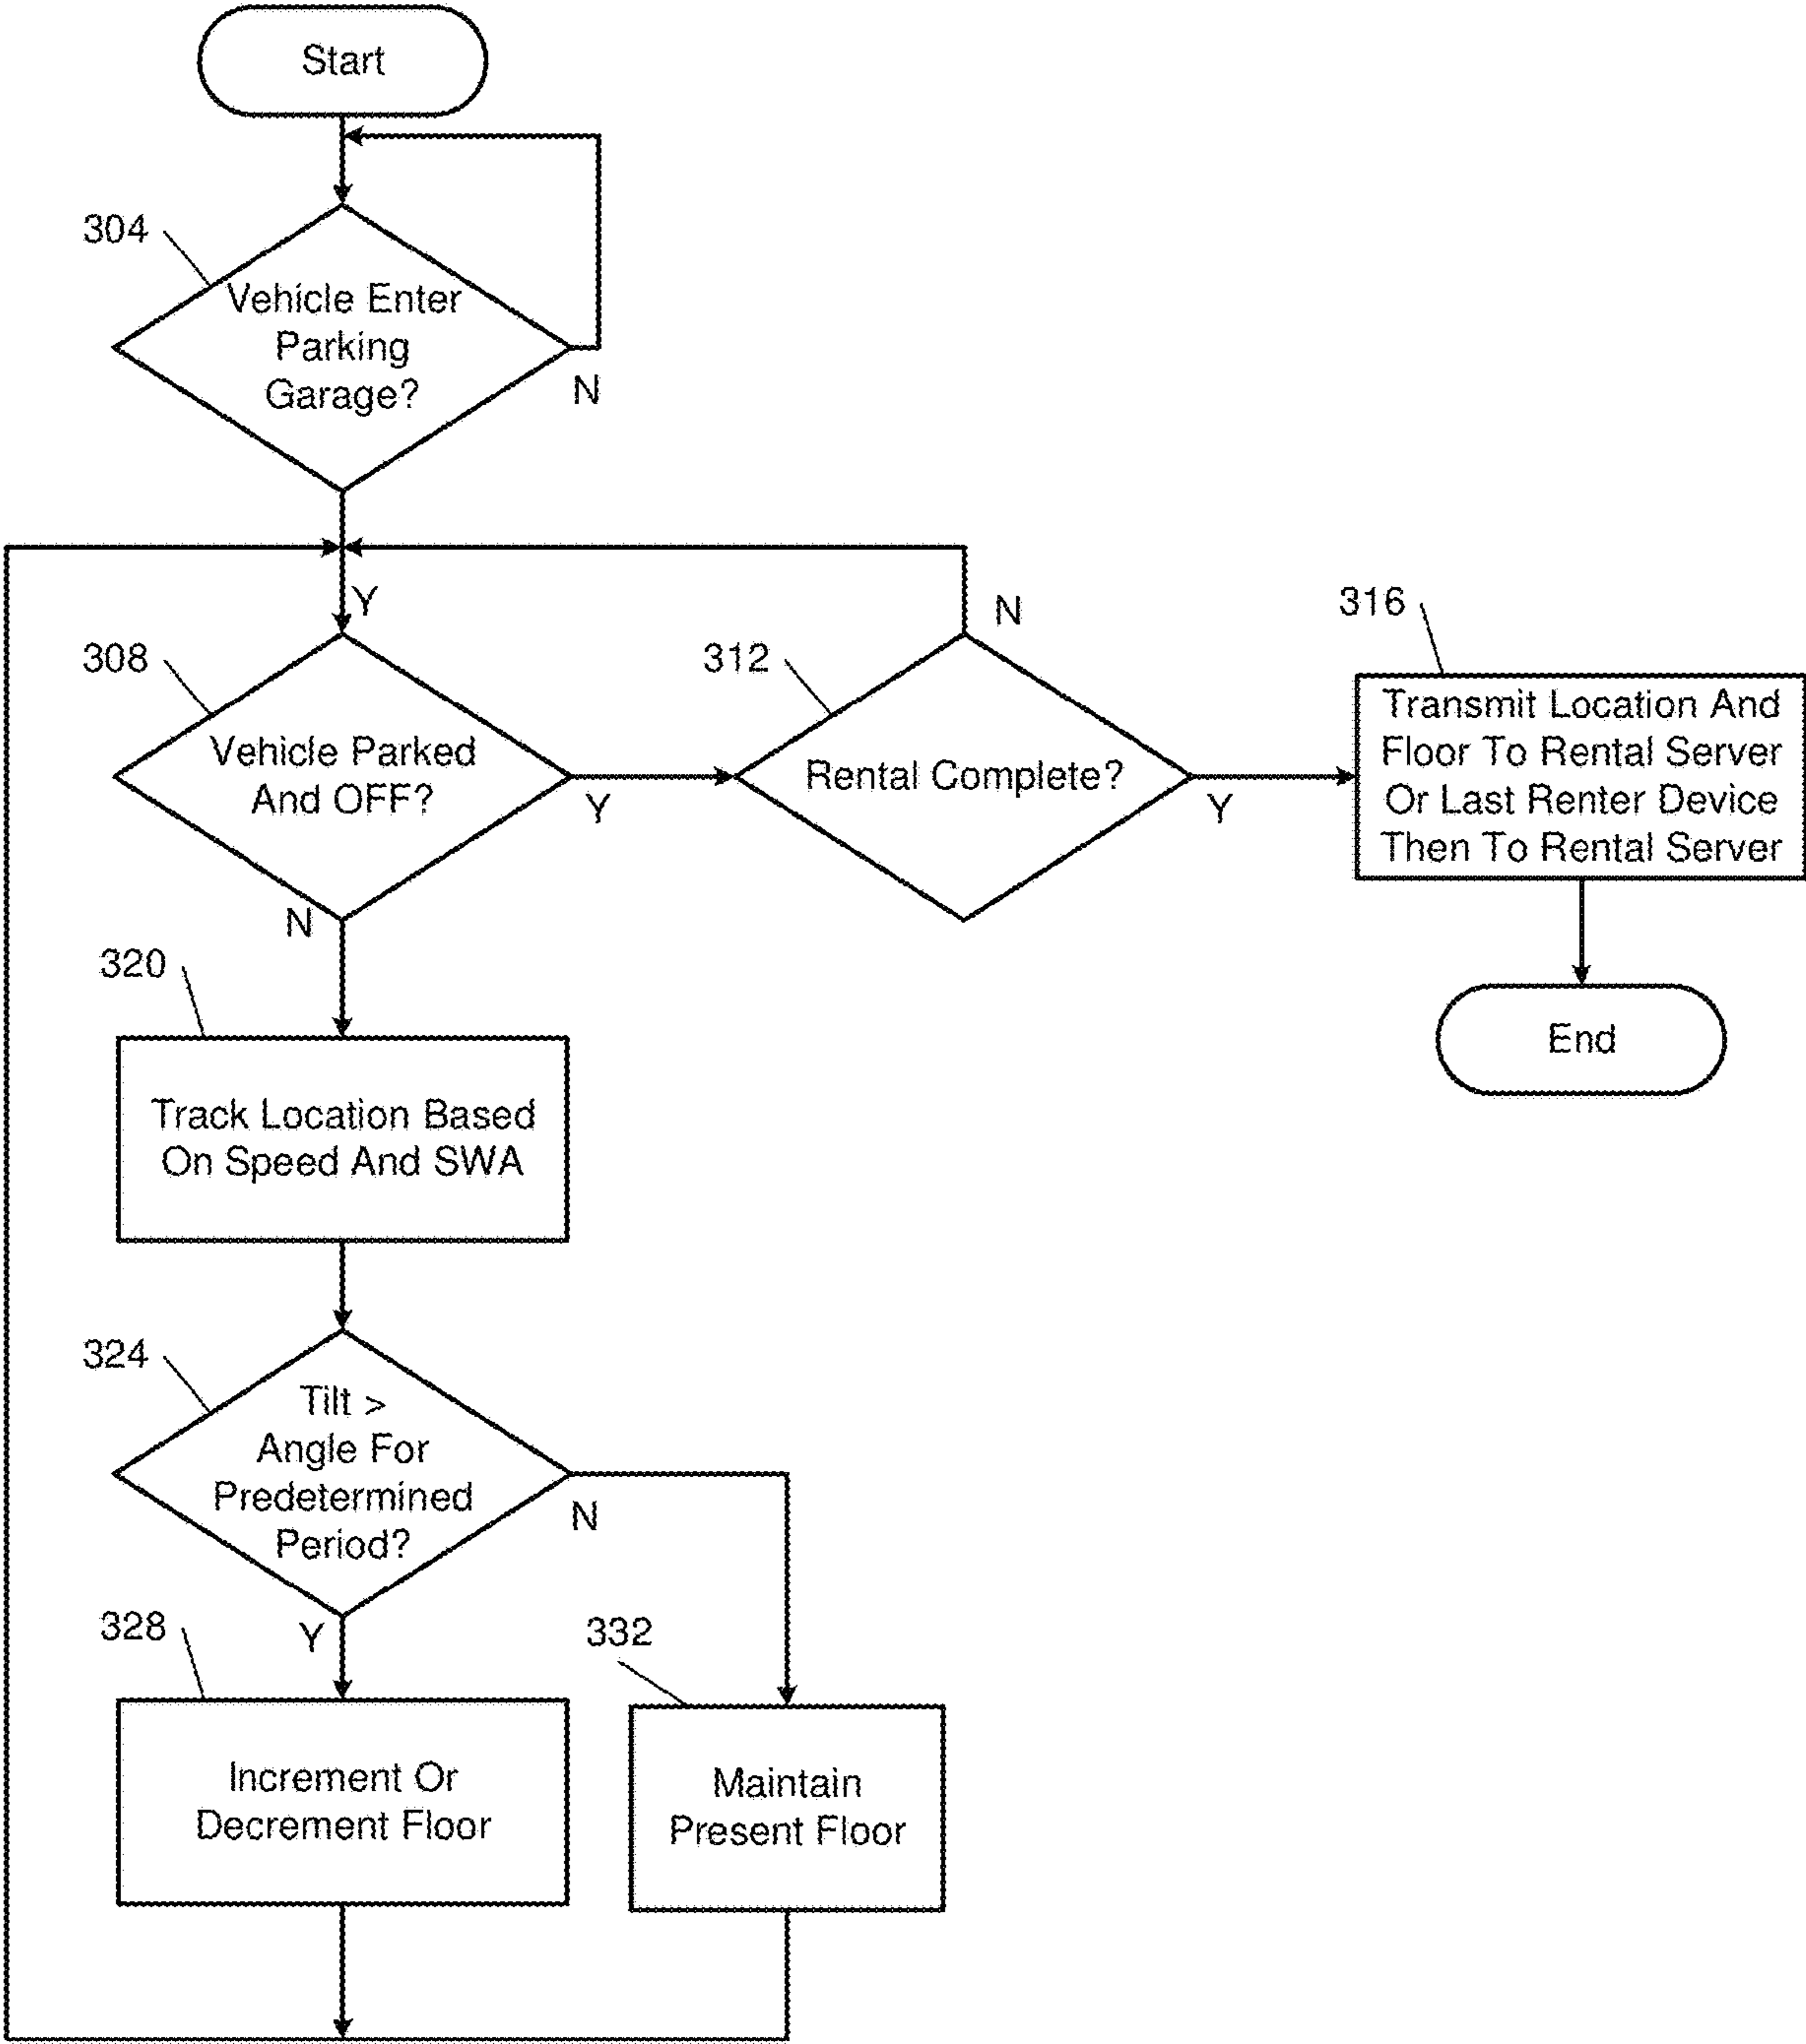 Start
304
Vehicle Enter
Parking
Garage?
N
Y
308
Vehicle Parked
And OFF?
Y
N
312
Rental Complete?
N
Y
316
Transmit Location And
Floor To Rental Server
Or Last Renter Device
Then To Rental Server
End
320
Track Location Based
On Speed And SWA
324
Tilt >
Angle For
Predetermined
Period?
N
Y
328
Increment Or
Decrement Floor
332
Maintain
Present Floor